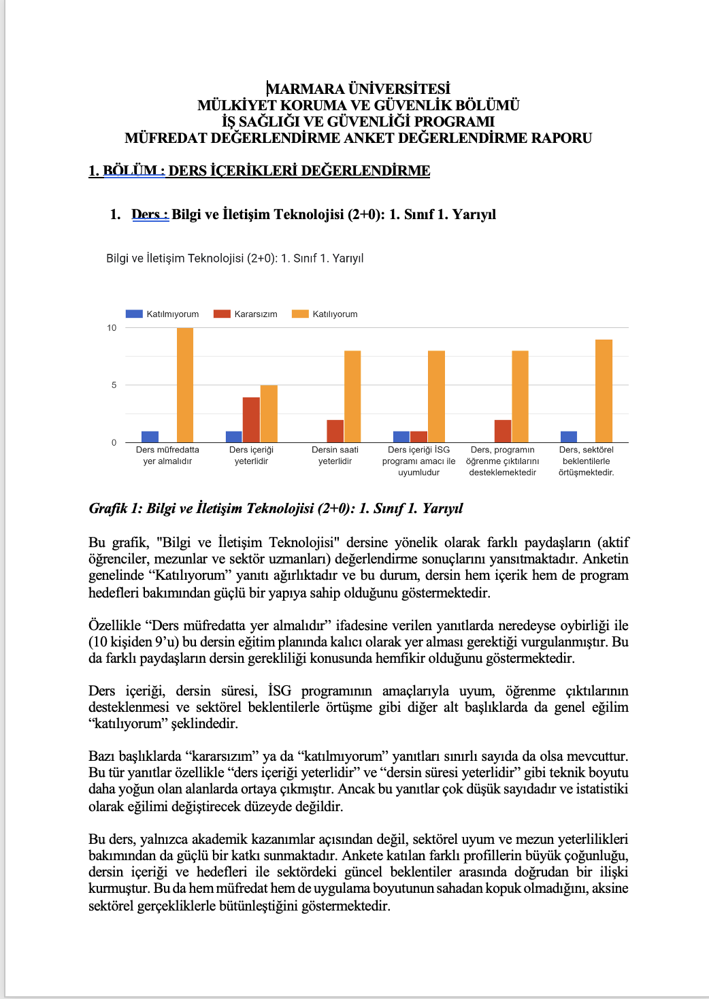 MARMARA ÜNİVERSİTESİ
MÜLKİYET KORUMA VE GÜVENLİK BÖLÜMÜ
İŞ SAĞLIĞI VE GÜVENLİĞİ PROGRAMI
MÜFREDAT DEĞERLENDİRME ANKET DEĞERLENDİRME RAPORU
1. BÖLÜM : DERS İÇERİKLERİ DEĞERLENDİRME
1. Ders : Bilgi ve İletişim Teknolojisi (2+0): 1. Sınıf 1. Yarıyıl
Bilgi ve İletişim Teknolojisi (2+0): 1. Sınıf 1. Yarıyıl
Katılmıyorum Kararsızım Katılıyorum
10
5
0
Ders müfredatta
yer almalıdır
Ders içeriği
yeterlidir
Dersin saati
yeterlidir
Ders içeriği İSG
programı amacı ile
uyumludur
Ders, programın
öğrenme çıktılarını
desteklemektedir
Ders, sektörel
beklentilerle
örtüşmektedir.
Grafik 1: Bilgi ve İletişim Teknolojisi (2+0): 1. Sınıf 1. Yarıyıl
Bu grafik, "Bilgi ve İletişim Teknolojisi" dersine yönelik olarak farklı paydaşların (aktif
öğrenciler, mezunlar ve sektör uzmanları) değerlendirme sonuçlarını yansıtmaktadır. Anketin
genelinde “Katılıyorum” yanıtı ağırlıktadır ve bu durum, dersin hem içerik hem de program
hedefleri bakımından güçlü bir yapıya sahip olduğunu göstermektedir.
Özellikle “Ders müfredatta yer almalıdır” ifadesine verilen yanıtlarda neredeyse oybirliği ile
(10 kişiden 9’u) bu dersin eğitim planında kalıcı olarak yer alması gerektiği vurgulanmıştır. Bu
da farklı paydaşların dersin gerekliliği konusunda hemfikir olduğunu göstermektedir.
Ders içeriği, dersin süresi, İSG programının amaçlarıyla uyum, öğrenme çıktılarının
desteklenmesi ve sektörel beklentilerle örtüşme gibi diğer alt başlıklarda da genel eğilim
“katılıyorum” şeklindedir.
Bazı başlıklarda “kararsızım” ya da “katılmıyorum” yanıtları sınırlı sayıda da olsa mevcuttur.
Bu tür yanıtlar özellikle “ders içeriği yeterlidir” ve “dersin süresi yeterlidir” gibi teknik boyutu
daha yoğun olan alanlarda ortaya çıkmıştır. Ancak bu yanıtlar çok düşük sayıdadır ve istatistiki
olarak eğilimi değiştirecek düzeyde değildir.
Bu ders, yalnızca akademik kazanımlar açısından değil, sektörel uyum ve mezun yeterlilikleri
bakımından da güçlü bir katkı sunmaktadır. Ankete katılan farklı profillerin büyük çoğunluğu,
dersin içeriği ve hedefleri ile sektördeki güncel beklentiler arasında doğrudan bir ilişki
kurmuştur. Bu da hem müfredat hem de uygulama boyutunun sahadan kopuk olmadığını, aksine
sektörel gerçekliklerle bütünleştiğini göstermektedir.